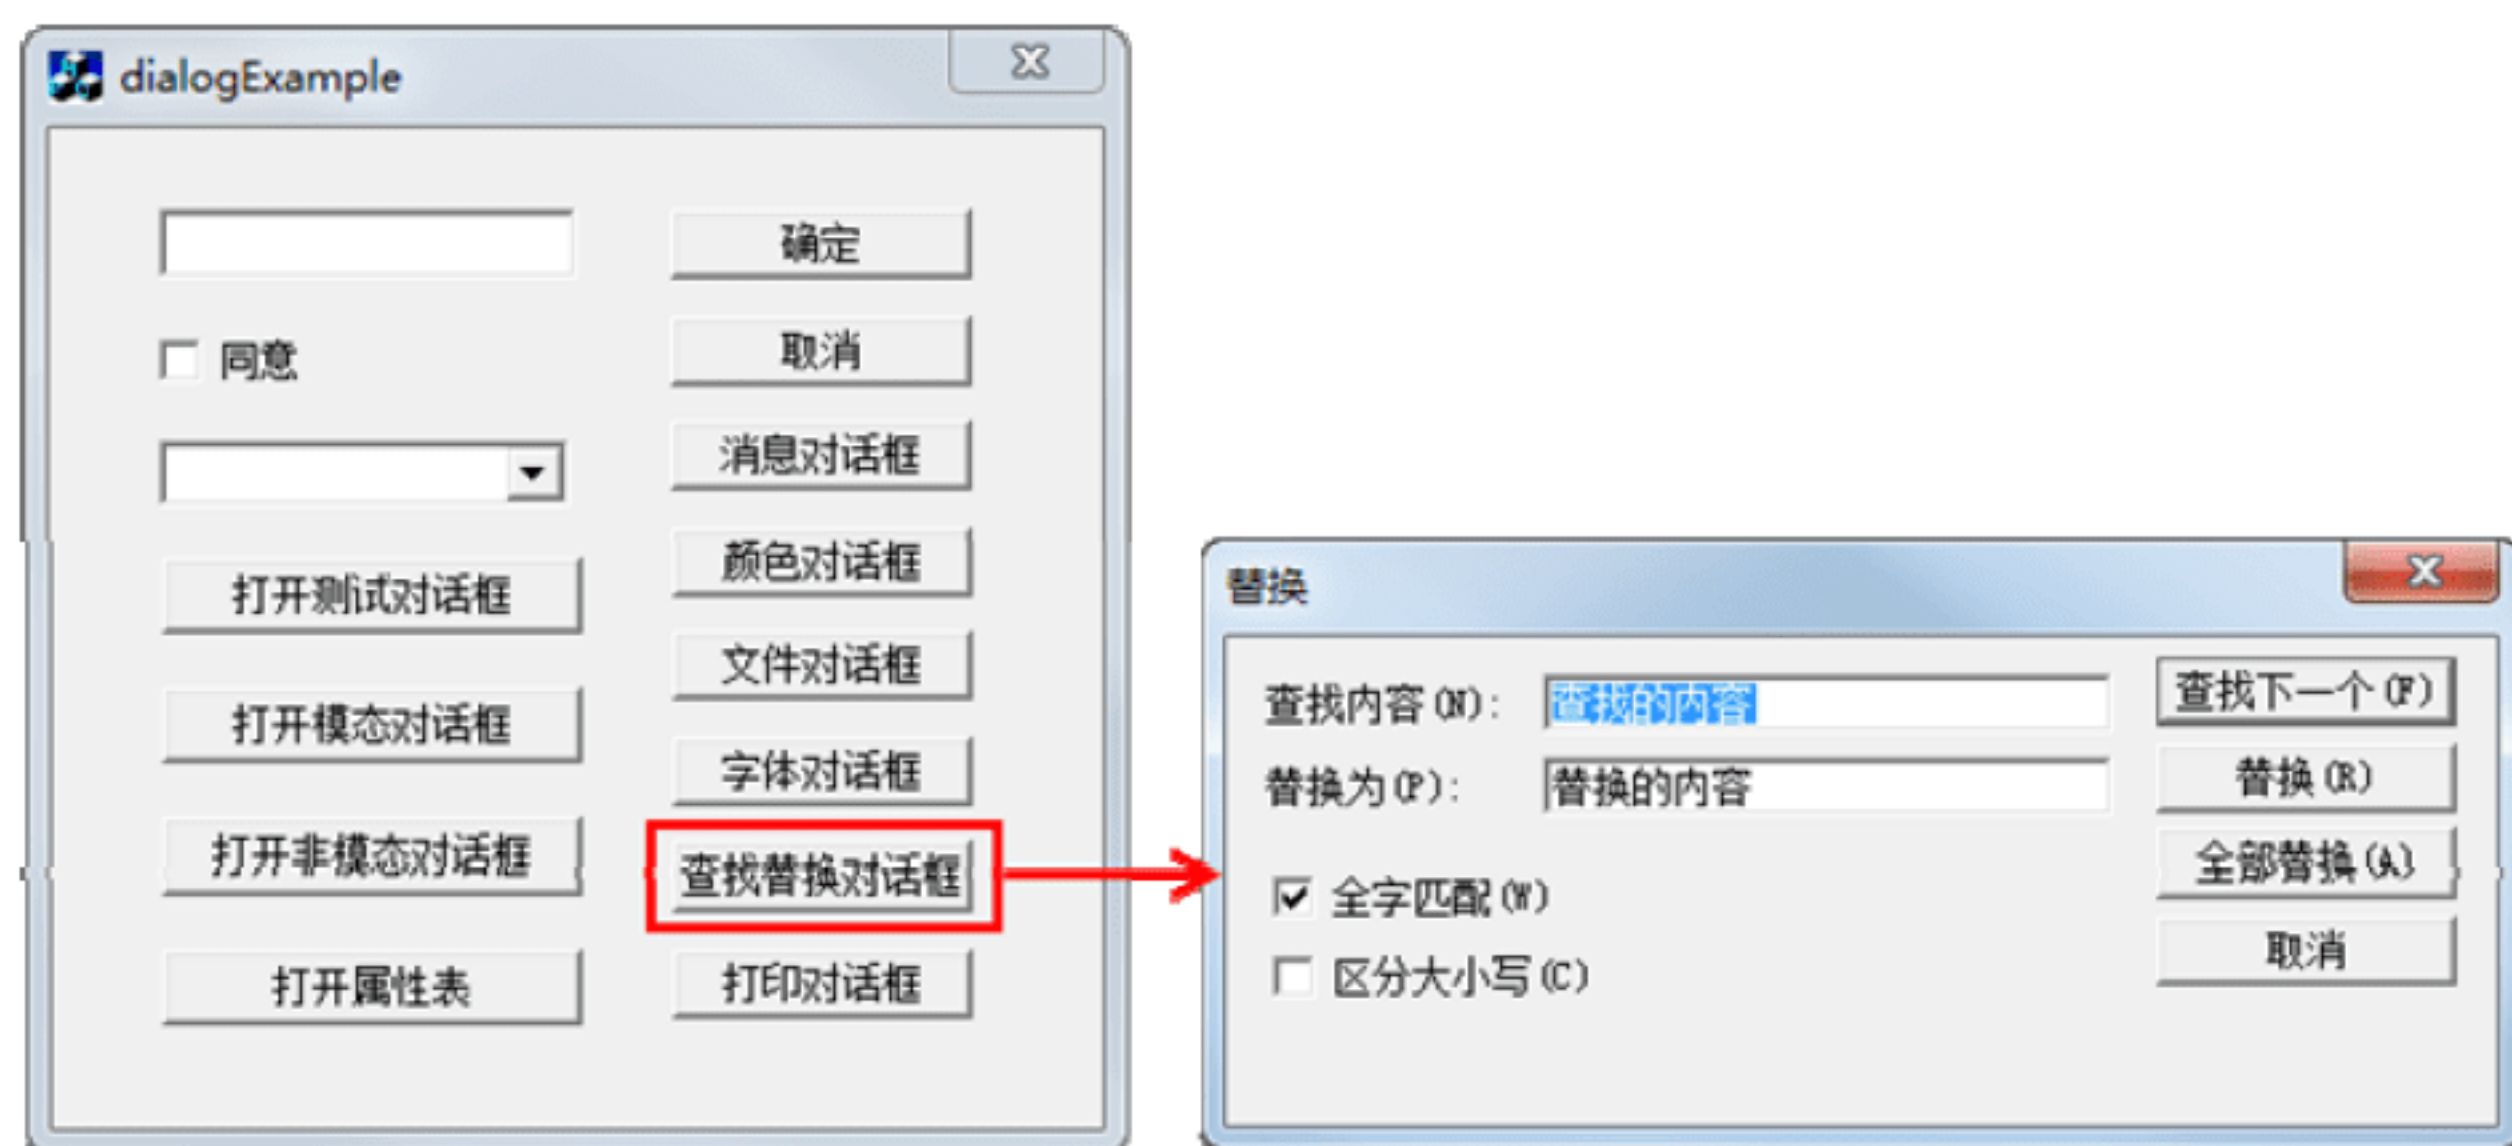 dialogExample
确定
同意
取消
消息对话框
颜色对话框
打开测试对话框
文件对话框
打开模态对话框
字体对话框
打开非模态对话框
查找替换对话框
打开属性表
打印对话框
替换
查找内容(N):
查找的内容
查找下一个(F)
替换为(P):
替换的内容
替换(R)
全部替换(A)
全字匹配(W)
取消
区分大小写(C)